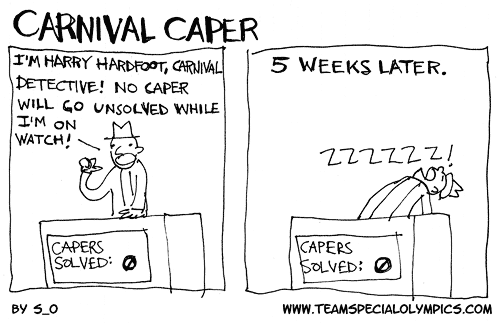 CARNIVAL CAPER
I'M HARRY HARDFOOT, CARNIVAL
DETECTIVE! NO CAPER
WILL GO UNSOLVED WHILE
I'M ON
WATCH!
CAPERS
SOLVED: 0
5 WEEKS LATER.
ZZZZZZ!
CAPERS
SOLVED: 0
BY S_O
WWW.TEAMSPECIALOLYMPICS.COM